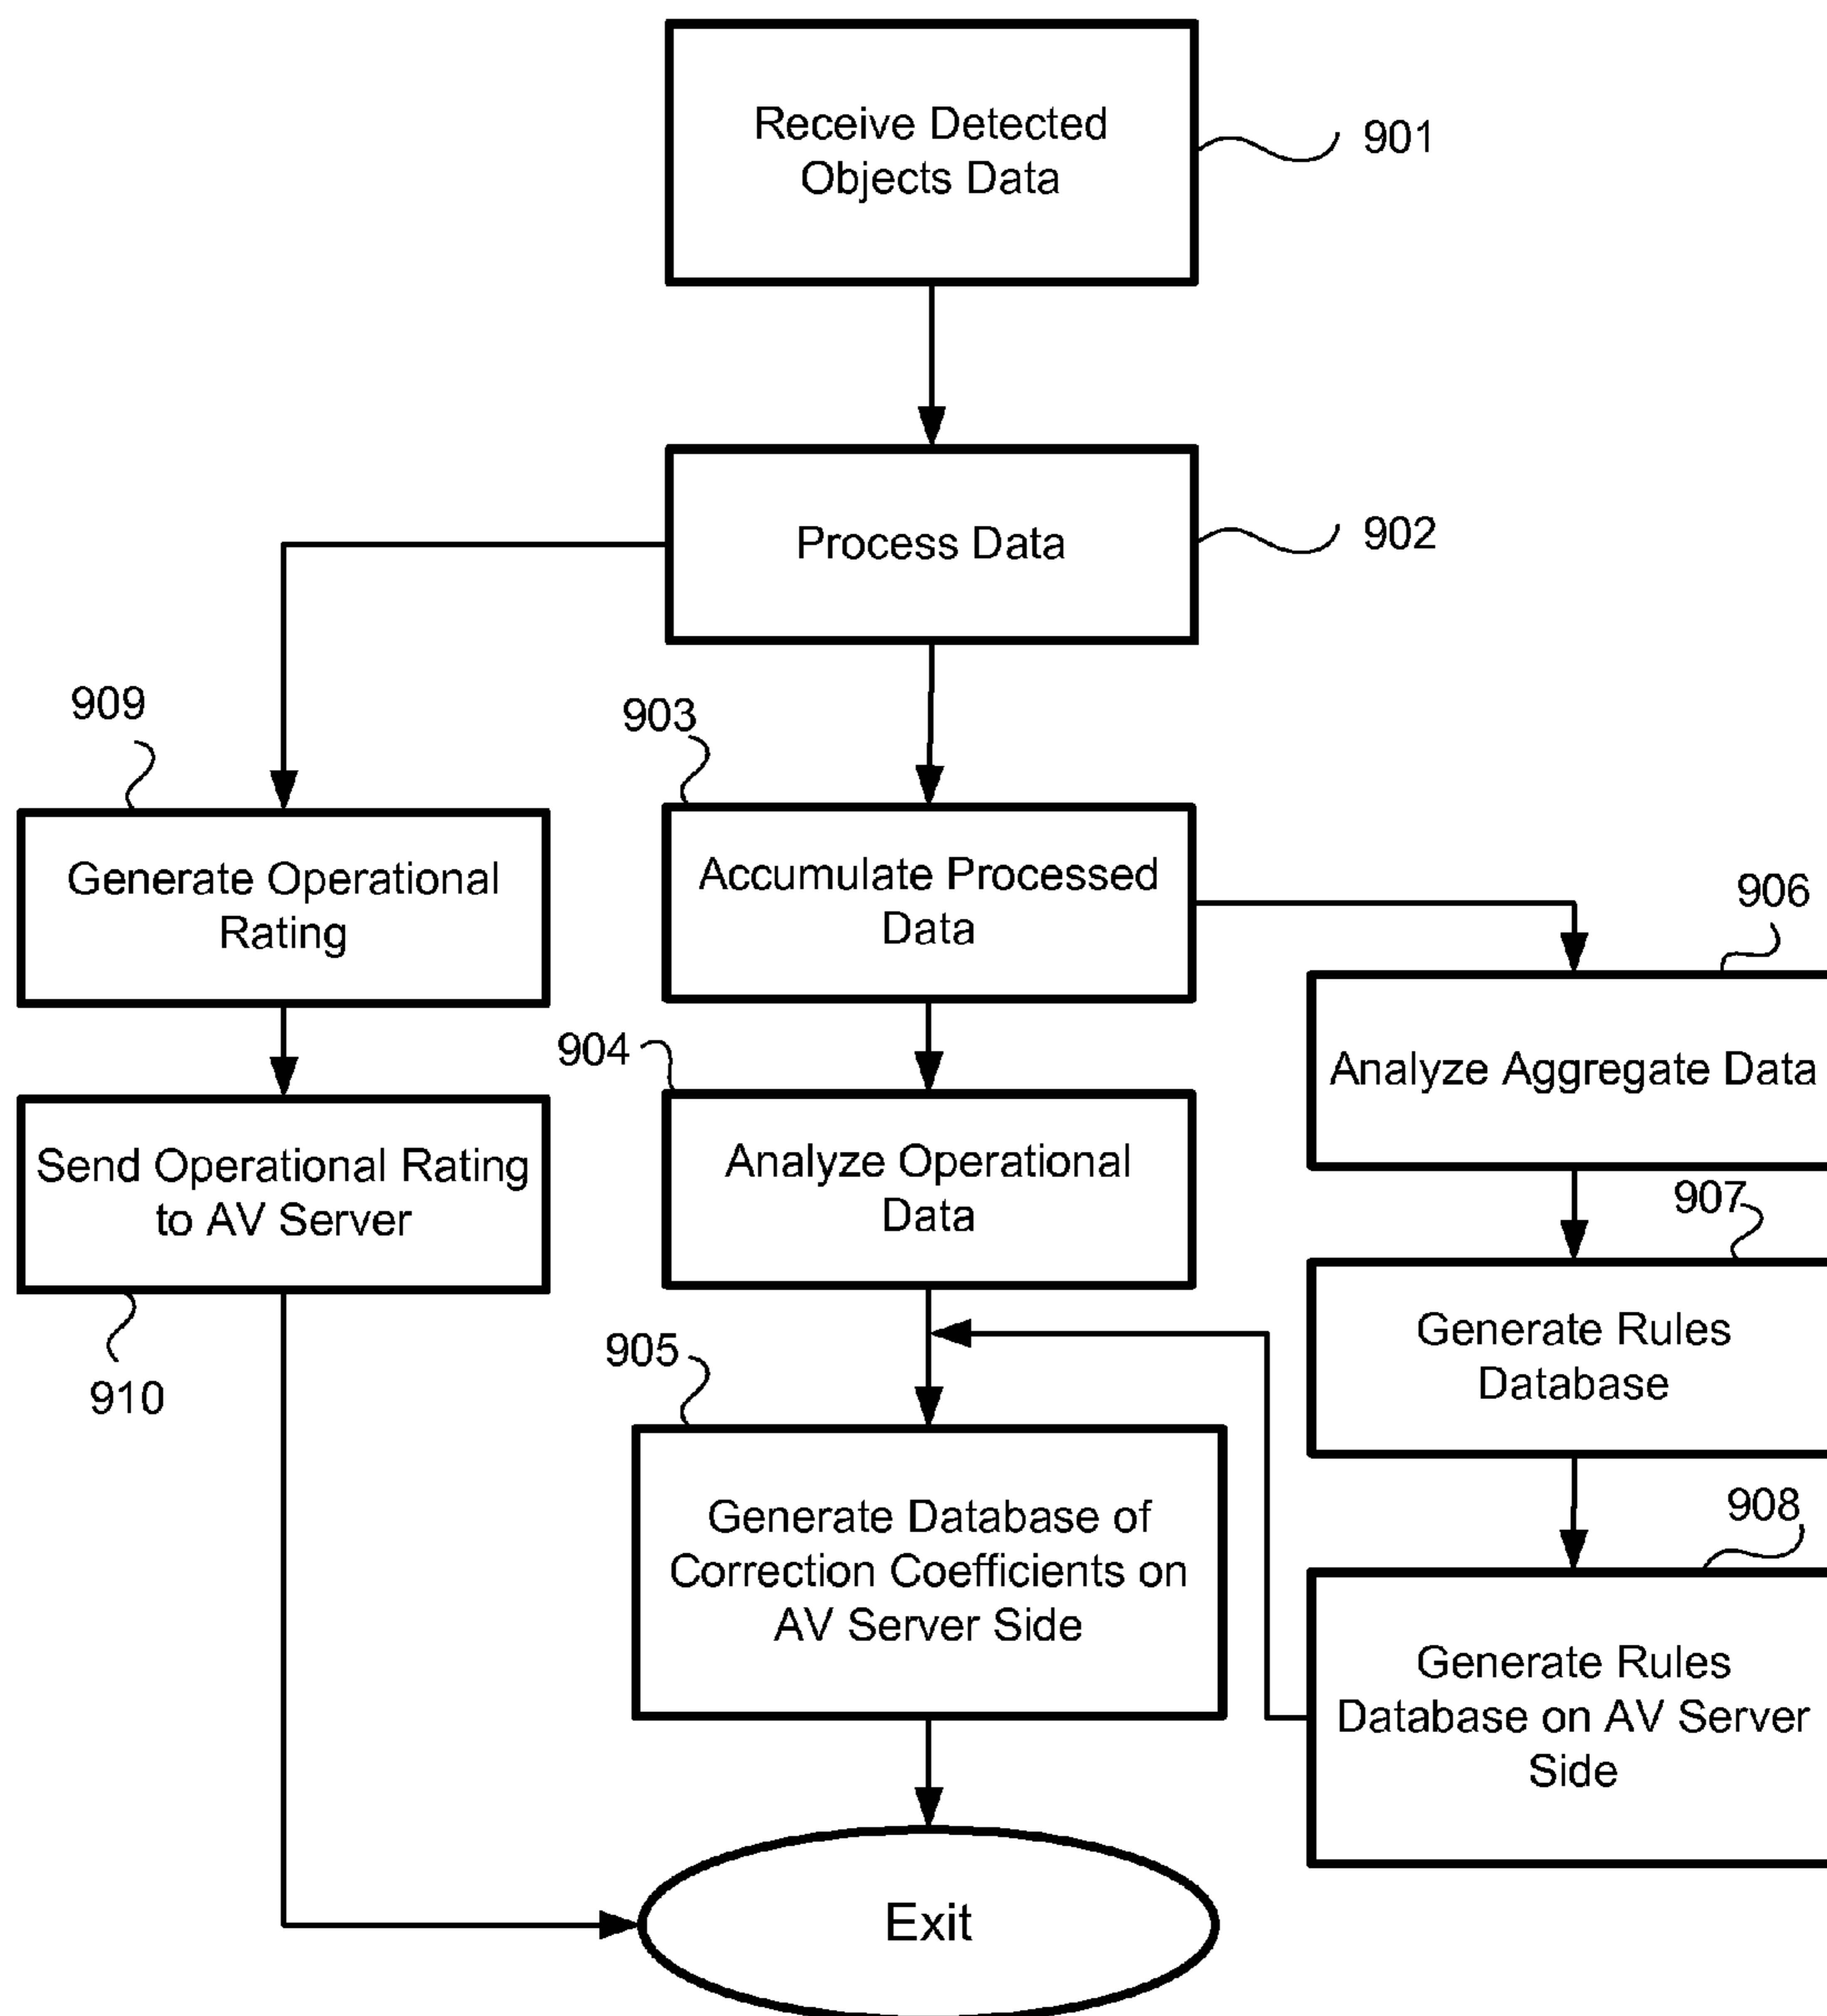 Receive Detected
Objects Data
901
Process Data
902
909
903
Generate Operational
Rating
Accumulate Processed
Data
906
904
Analyze Aggregate Data
Send Operational Rating
to AV Server
Analyze Operational
Data
907
910
905
Generate Rules
Database
Generate Database of
Correction Coefficients on
AV Server Side
908
Generate Rules
Database on AV Server
Side
Exit